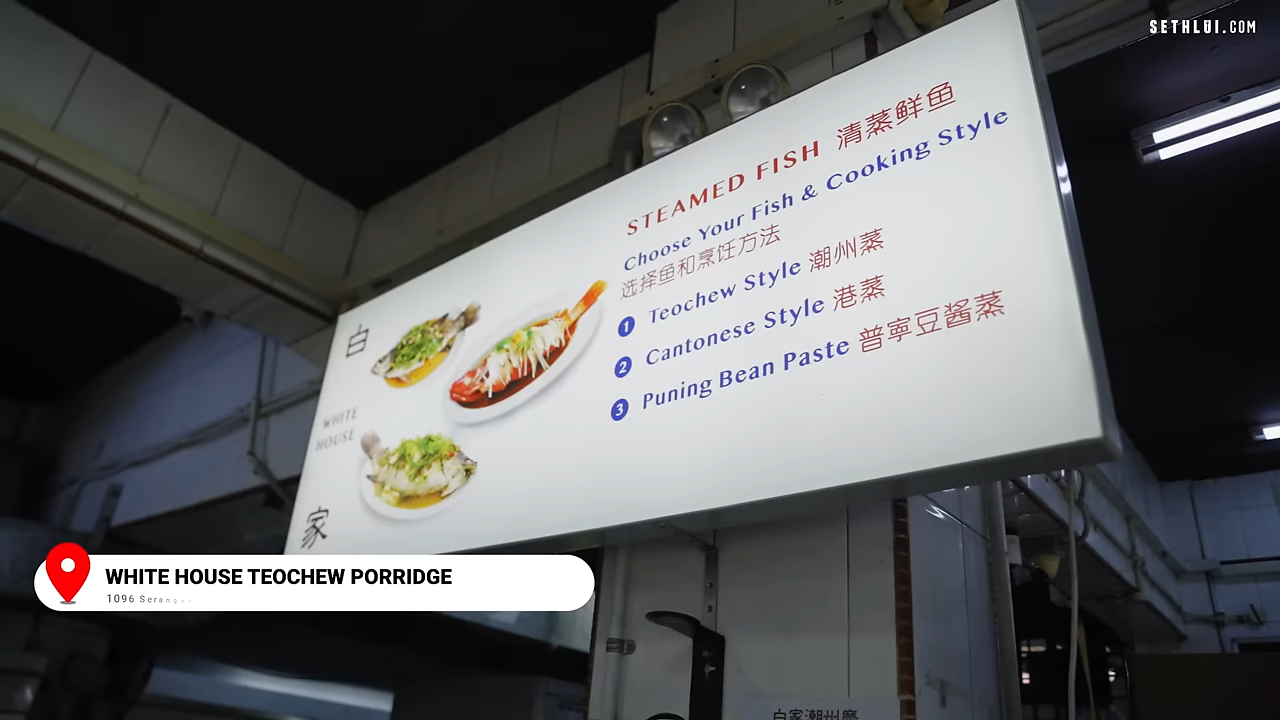 SETHLUI.COM
STEAMED FISH 清蒸鲜鱼
Choose Your Fish & Cooking Style
选择鱼和烹饪方法
1 Teochew Style 潮州蒸
2 Cantonese Style 港蒸
3 Puning Bean Paste 普寧豆酱蒸
白
WHITE
HOUSE
家
WHITE HOUSE TEOCHEW PORRIDGE
1096 Serang
白家潮州